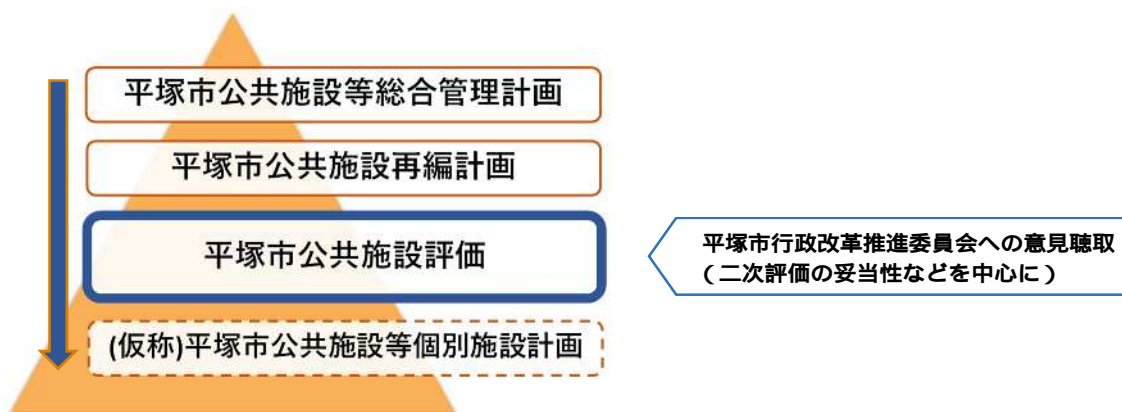 平塚市公共施設等総合管理計画
平塚市公共施設再編計画
平塚市公共施設評価
平塚市行政改革推進委員会への意見聴取
(二次評価の妥当性などを中心に)
(仮称)平塚市公共施設等個別施設計画